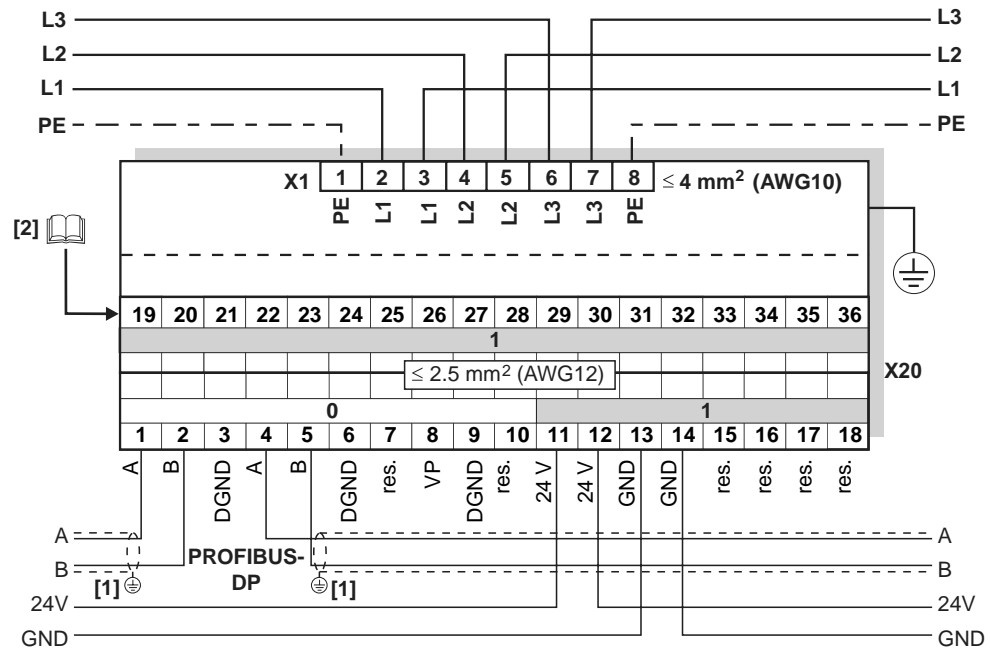 L3 L3
L2 L2
L1 L1
PE PE
X1 1 2 3 4 5 6 7 8 ≤ 4 mm² (AWG10)
PE L1 L1 L2 L2 L3 L3 PE
[2]
19 20 21 22 23 24 25 26 27 28 29 30 31 32 33 34 35 36
1
≤ 2.5 mm² (AWG12) X20
0 1
1 2 3 4 5 6 7 8 9 10 11 12 13 14 15 16 17 18
A B DGND A B DGND res. VP DGND res. 24 V 24 V GND GND res. res. res. res.
A A
B B
PROFIBUS-
DP
[1] [1]
24V 24V
GND GND